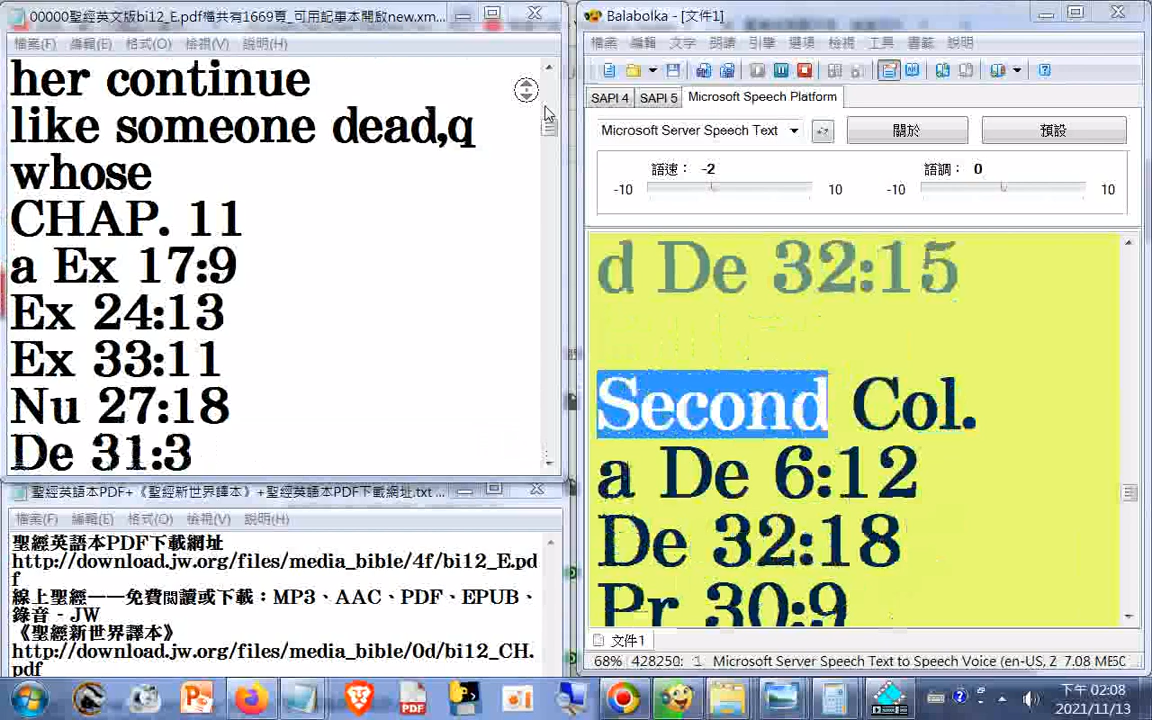 00000聖經英文版bi12_E.pdf檔共有1669頁_可用記事本開啟new.xm...
檔案(F) 編輯(E) 格式(O) 檢視(V) 說明(H)
her continue
like someone dead,q
whose
CHAP. 11
a Ex 17:9
Ex 24:13
Ex 33:11
Nu 27:18
De 31:3
聖經英語本PDF+《聖經新世界譯本》+聖經英語本PDF下載網址.txt ...
檔案(F) 編輯(E) 格式(O) 檢視(V) 說明(H)
聖經英語本PDF下載網址
http://download.jw.org/files/media_bible/4f/bi12_E.pd
f
線上聖經——免費閱讀或下載：MP3、AAC、PDF、EPUB、
錄音 - JW
《聖經新世界譯本》
http://download.jw.org/files/media_bible/0d/bi12_CH.
pdf
Balabolka - [文件1]
檔案 編輯 文字 朗讀 引擎 選項 檢視 工具 書籤 說明
SAPI 4 SAPI 5 Microsoft Speech Platform
Microsoft Server Speech Text 關於 預設
語速： -2 語調： 0
-10 10 -10 10
d De 32:15
Second Col.
a De 6:12
De 32:18
Pr 30:9
文件1
68% 428250: 1 Microsoft Server Speech Text to Speech Voice (en-US, Z 7.08 ME
PDF
下午 02:08
2021/11/13